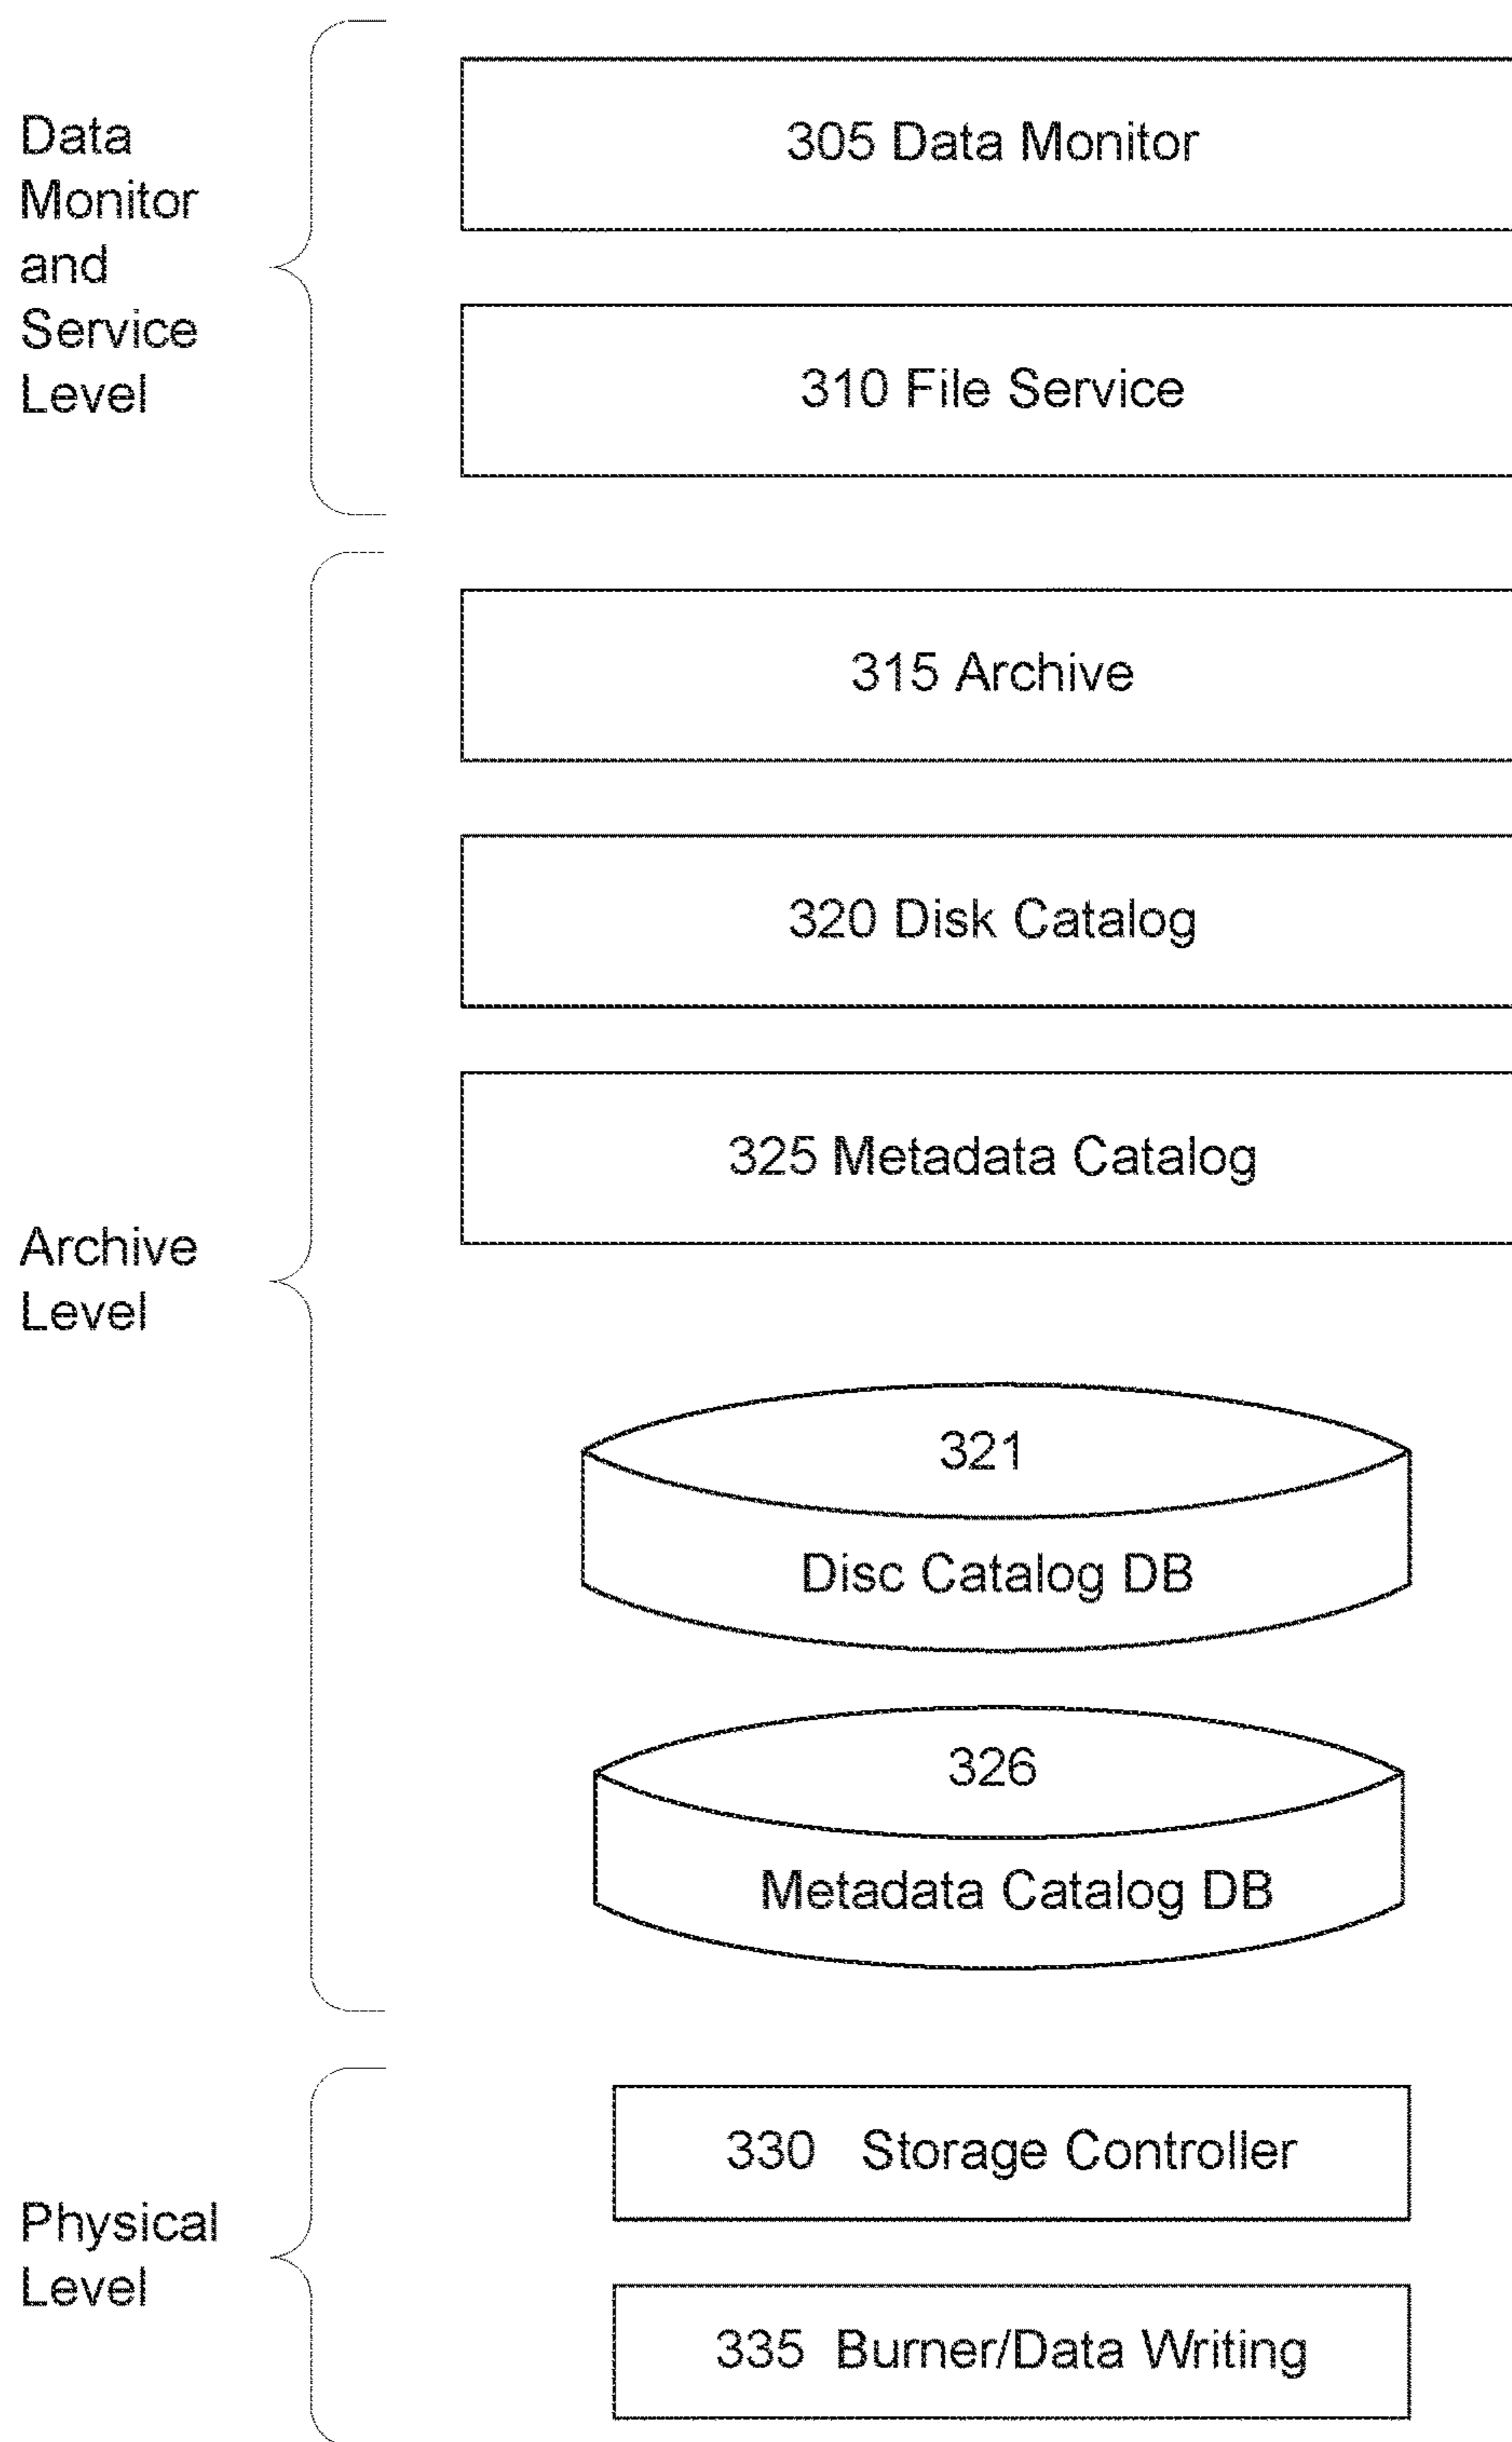 Data
Monitor
and
Service
Level
305 Data Monitor
310 File Service
315 Archive
320 Disk Catalog
325 Metadata Catalog
Archive
Level
321
Disc Catalog DB
326
Metadata Catalog DB
330 Storage Controller
Physical
Level
335 Burner/Data Writing